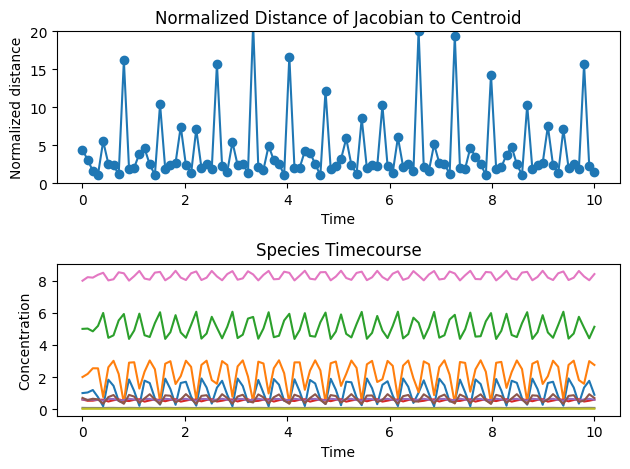 Normalized Distance of Jacobian to Centroid
20
15
10
5
0
Normalized distance
0 2 4 6 8 10
Time
Species Timecourse
8
6
4
2
0
Concentration
0 2 4 6 8 10
Time